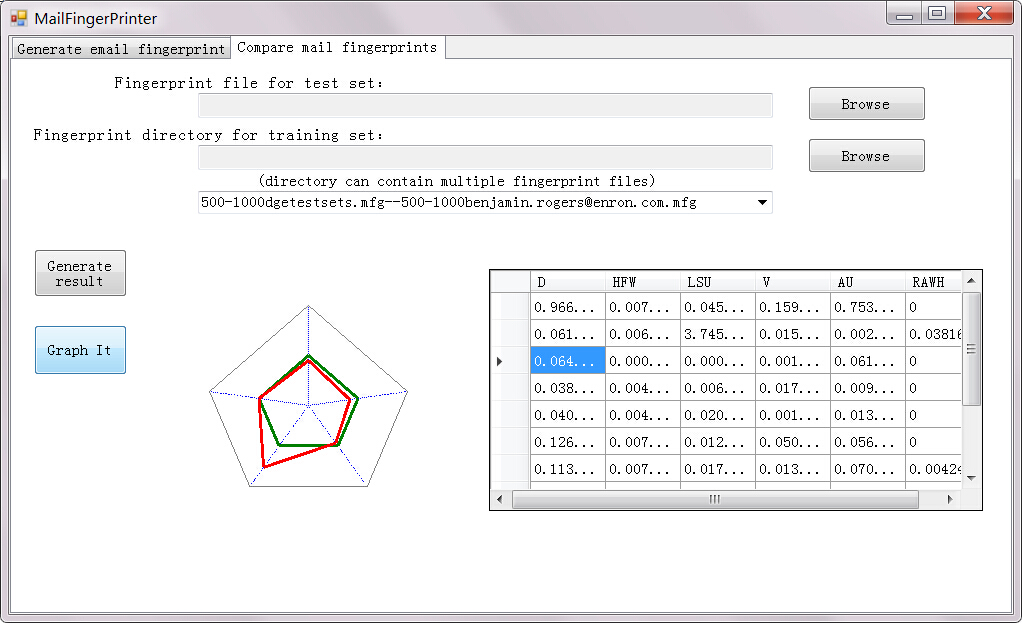 MailFingerPrinter
Generate email fingerprint Compare mail fingerprints
Fingerprint file for test set:
Browse
Fingerprint directory for training set:
Browse
(directory can contain multiple fingerprint files)
500-1000dgetestsets.mfg--500-1000benjamin.rogers@enron.com.mfg
Generate
result
Graph It
D HFW LSU V AU RAWH
0.966... 0.007... 0.045... 0.159... 0.753... 0
0.061... 0.006... 3.745... 0.015... 0.002... 0.03816
0.064... 0.000... 0.000... 0.001... 0.061... 0
0.038... 0.004... 0.006... 0.017... 0.009... 0
0.040... 0.004... 0.020... 0.001... 0.013... 0
0.126... 0.007... 0.012... 0.050... 0.056... 0
0.113... 0.007... 0.017... 0.013... 0.070... 0.00424